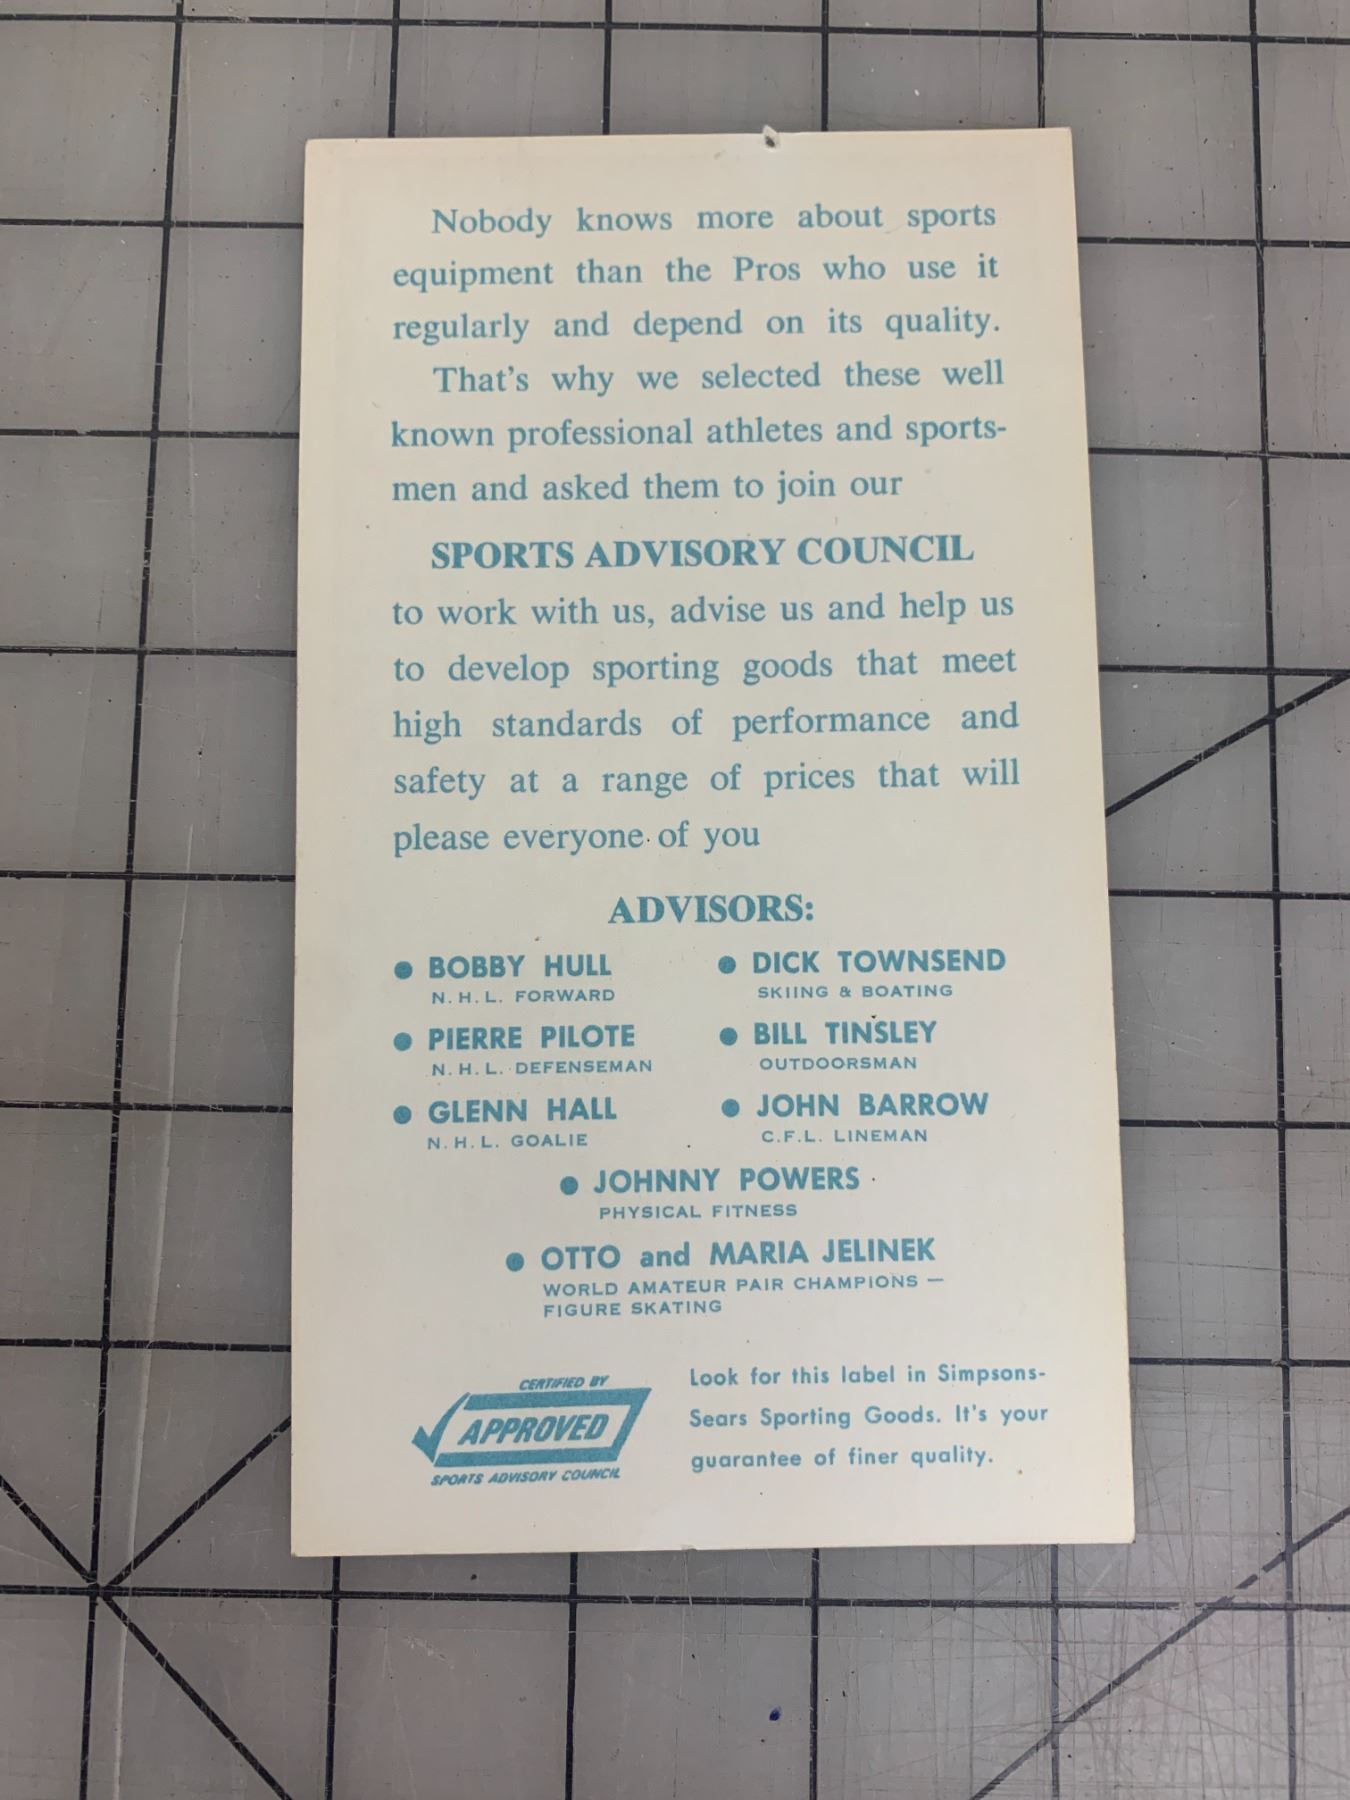 Nobody knows more about sports
equipment than the Pros who use it
regularly and depend on its quality.
That's why we selected these well
known professional athletes and sports-
men and asked them to join our
SPORTS ADVISORY COUNCIL
to work with us, advise us and help us
to develop sporting goods that meet
high standards of performance and
safety at a range of prices that will
please everyone of you
ADVISORS:
• BOBBY HULL
N. H. L. FORWARD
• PIERRE PILOTE
N. H. L. DEFENSEMAN
• GLENN HALL
N. H. L. GOALIE
• DICK TOWNSEND
SKIING & BOATING
• BILL TINSLEY
OUTDOORSMAN
• JOHN BARROW
C.F.L. LINEMAN
• JOHNNY POWERS
PHYSICAL FITNESS
• OTTO and MARIA JELINEK
WORLD AMATEUR PAIR CHAMPIONS —
FIGURE SKATING
CERTIFIED BY
APPROVED
SPORTS ADVISORY COUNCIL
Look for this label in Simpsons-
Sears Sporting Goods. It's your
guarantee of finer quality.